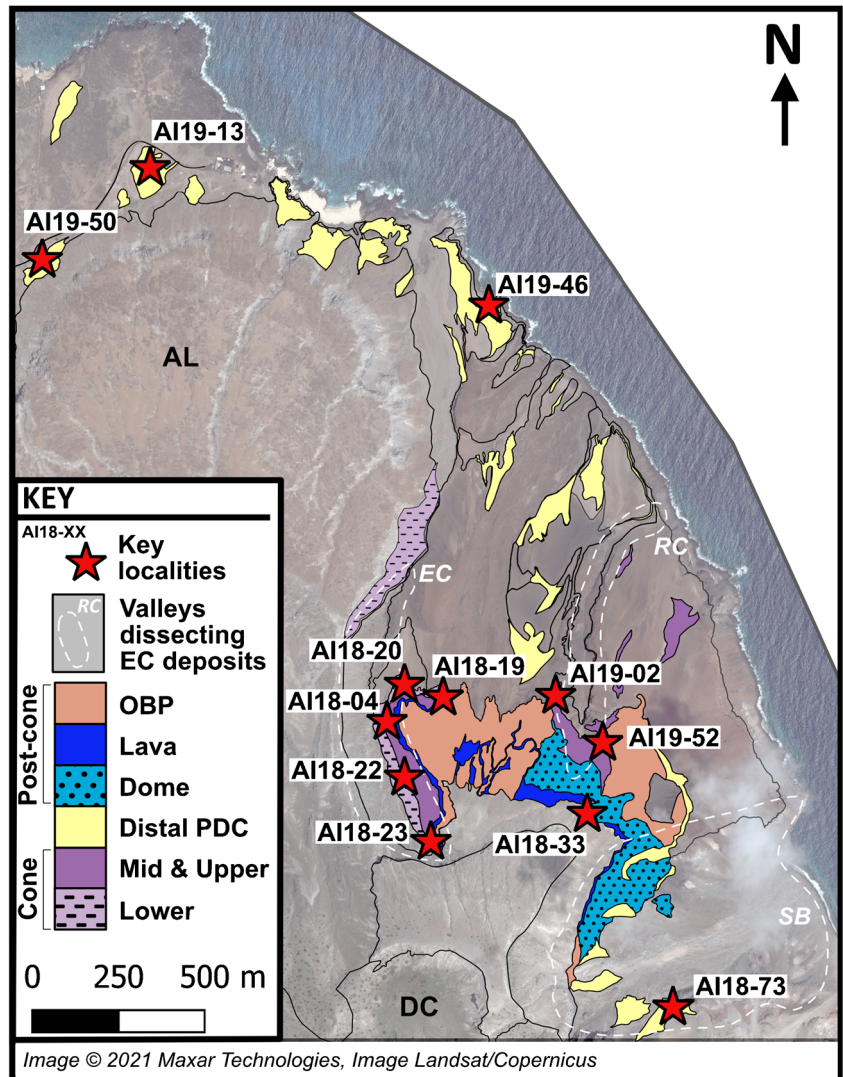 N
AI19-13
AI19-50
AI19-46
AL
KEY
AI18-XX
Key
localities
RC
Valleys
dissecting
EC deposits
Post-cone
OBP
Lava
Dome
Distal PDC
Cone
Mid & Upper
Lower
0 250 500 m
RC
EC
AI18-20
AI18-19
AI19-02
AI18-04
AI19-52
AI18-22
AI18-23
AI18-33
SB
AI18-73
DC
Image © 2021 Maxar Technologies, Image Landsat/Copernicus